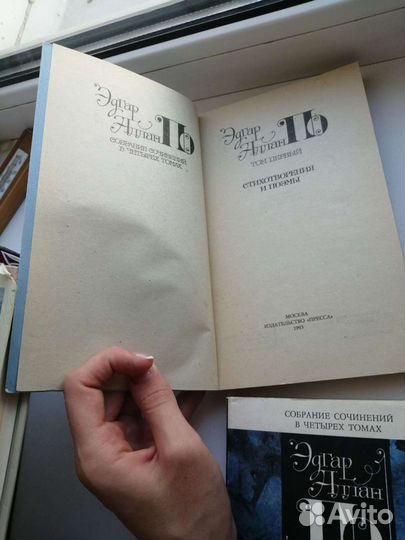 Эдгар
Аллан
По
СОБРАНИЕ СОЧИНЕНИЙ
В ЧЕТЫРЕХ ТОМАХ
Эдгар
Аллан
По
ТОМ ПЕРВЫЙ
СТИХОТВОРЕНИЯ
И ПОЭМЫ
МОСКВА
ИЗДАТЕЛЬСТВО «ПРЕССА»
1993
СОБРАНИЕ СОЧИНЕНИЙ
В ЧЕТЫРЕХ ТОМАХ
Эдгар
Аллан
По
Avito